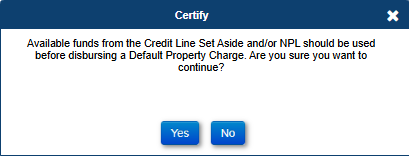 Certify
Available funds from the Credit Line Set Aside and/or NPL should be used
before disbursing a Default Property Charge. Are you sure you want to
continue?
Yes No